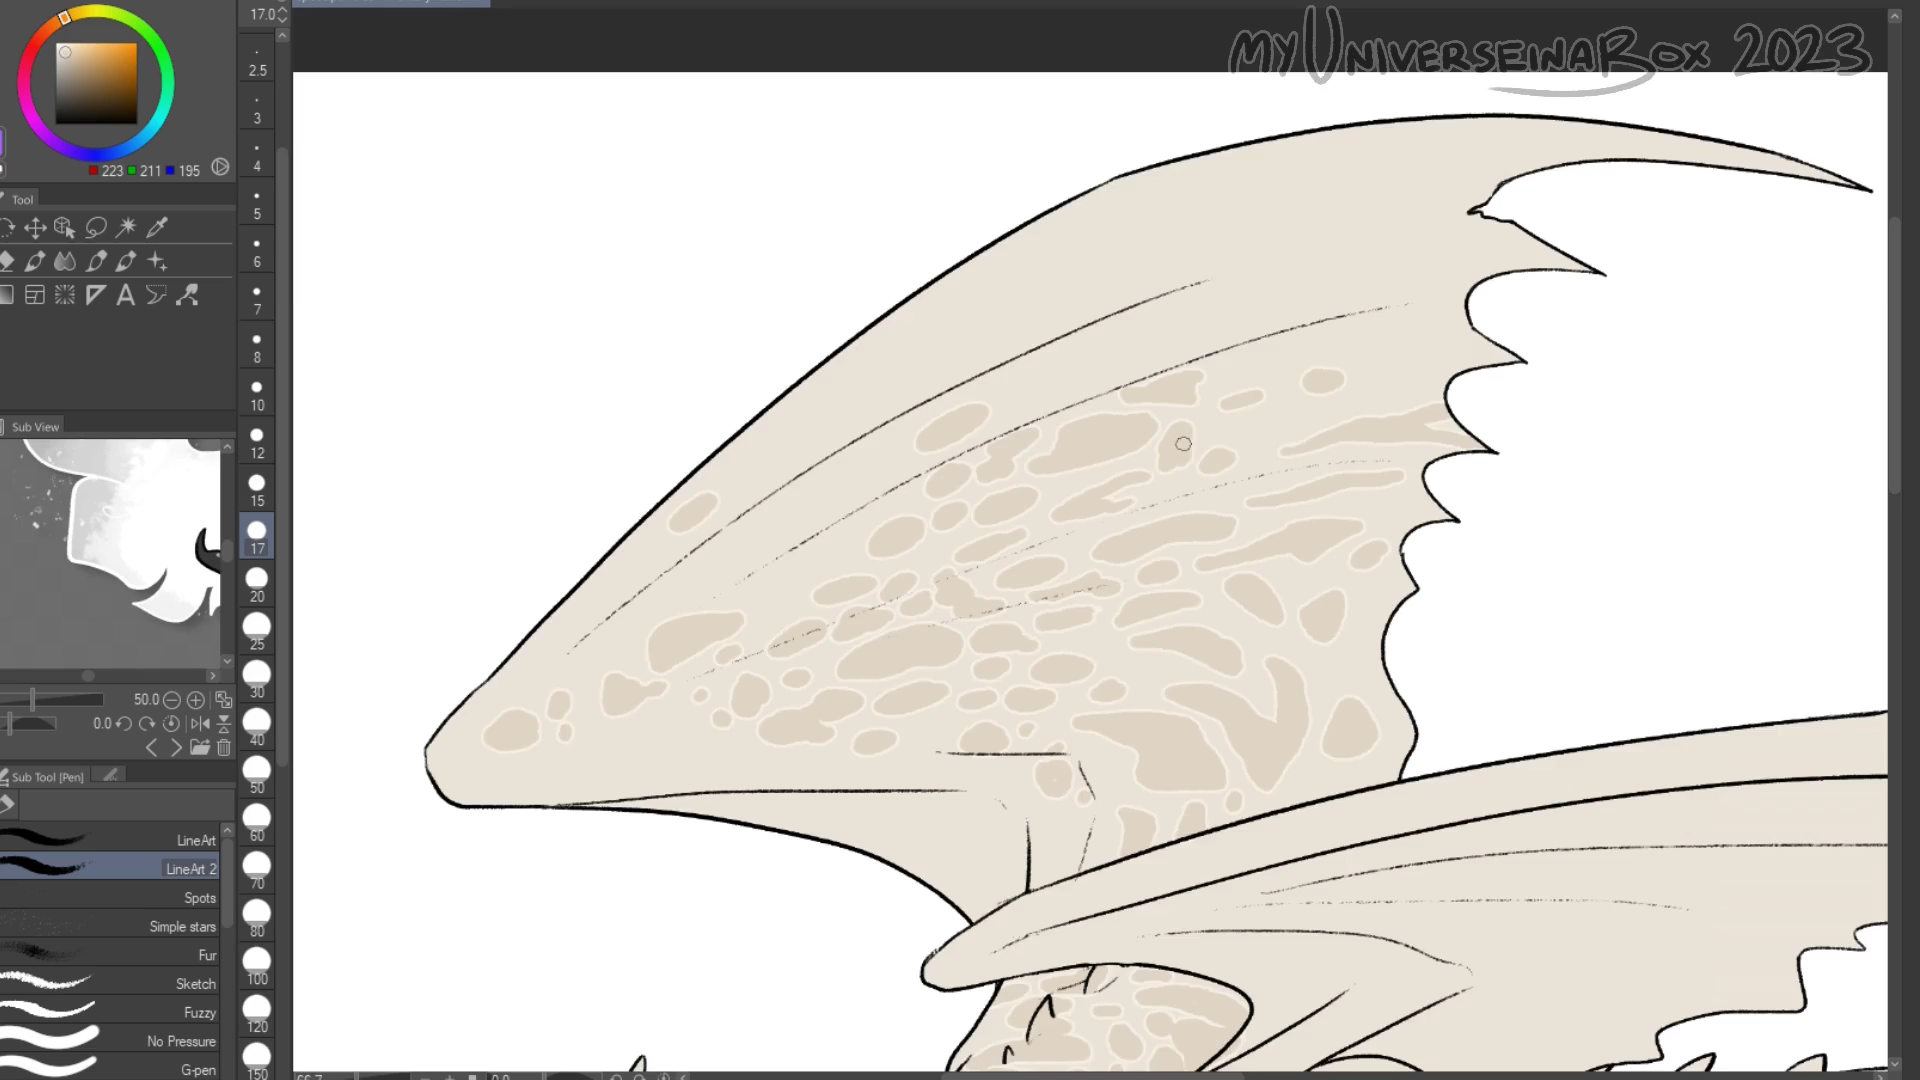 17.0
myUniverseinaBox 2023
2.5
3
4
223 211 195
Tool
5
6
7
8
10
Sub View
12
15
17
20
25
30
50.0
40
0.0
Sub Tool [Pen]
50
60
LineArt
LineArt 2
70
Spots
80
Simple stars
Fur
100
Sketch
Fuzzy
120
No Pressure
G-pen
150